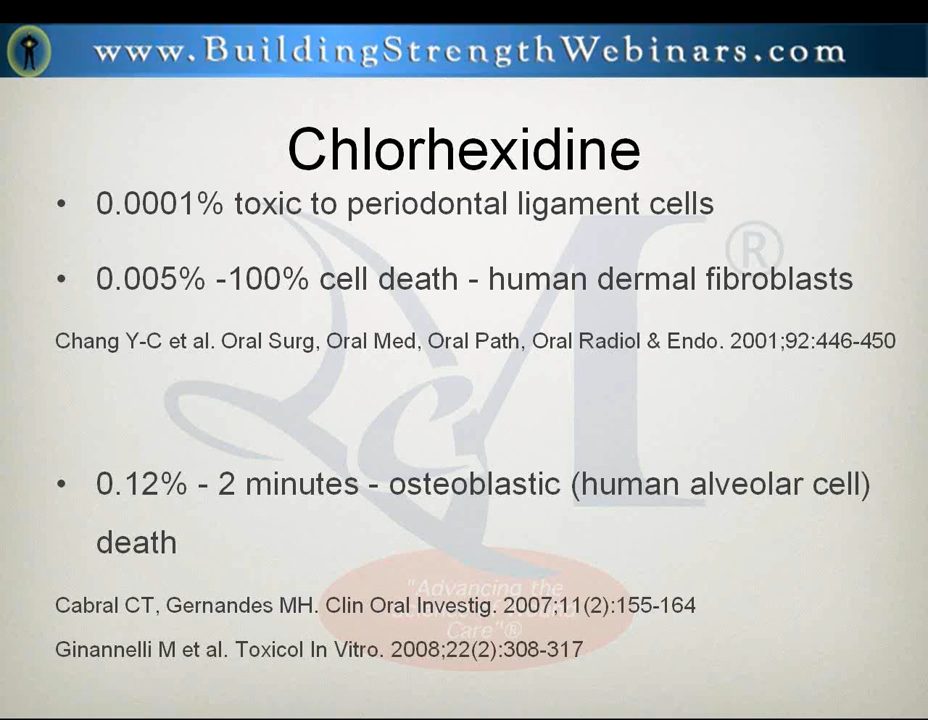 www.BuildingStrengthWebinars.com
Chlorhexidine
• 0.0001% toxic to periodontal ligament cells
®
• 0.005% -100% cell death - human dermal fibroblasts
Chang Y-C et al. Oral Surg, Oral Med, Oral Path, Oral Radiol & Endo. 2001;92:446-450
• 0.12% - 2 minutes - osteoblastic (human alveolar cell)
death
"Advancing the
Cabral CT, Gernandes MH. Clin Oral Investig. 2007;11(2):155-164
Care"®
Ginannelli M et al. Toxicol In Vitro. 2008;22(2):308-317